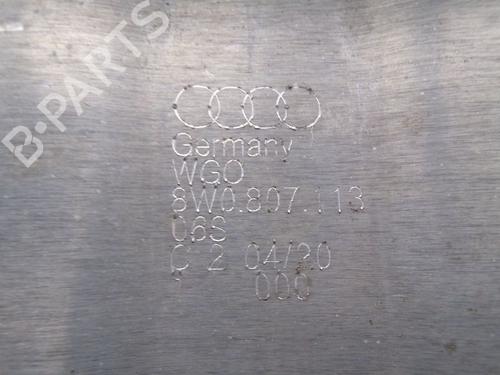 B-PARTS
Germany
WGO
8W0.807.113
06S
C 2 04/20
000